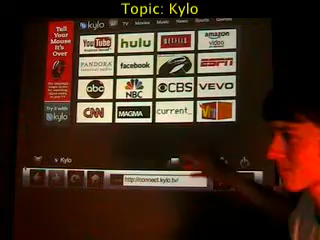 Topic: Kylo
Tell
Your
Mouse
It's
Over
kylo TV Movies Music News Sports Games
YouTube hulu NETFLIX amazon
video
PANDORA facebook ESPN
abc NBC CBS VEVO
CNN MAGMA current_
Try it with
kylo
Kylo
http://connect.kylo.tv/